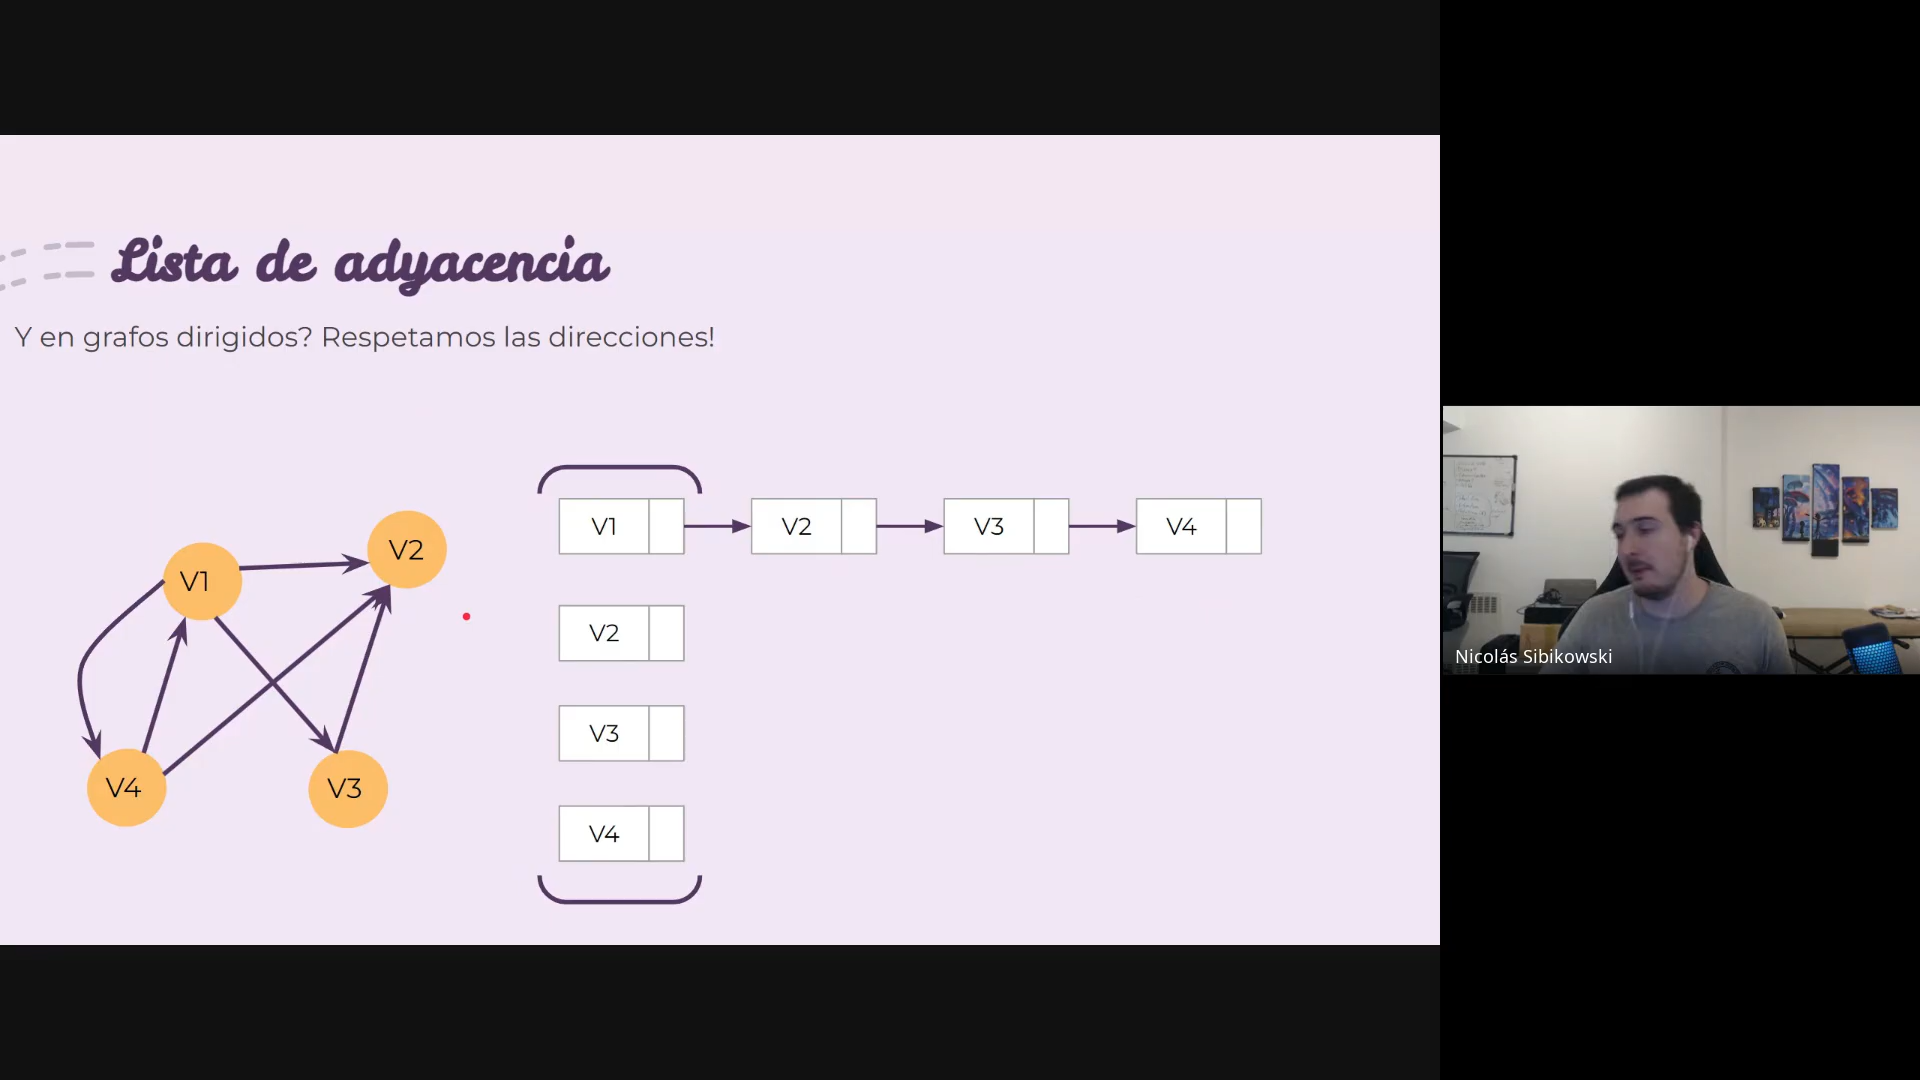 Lista de adyacencia
Y en grafos dirigidos? Respetamos las direcciones!
V1
V2
V4
V3
V1 V2 V3 V4
V2
V3
V4
Nicolás Sibikowski